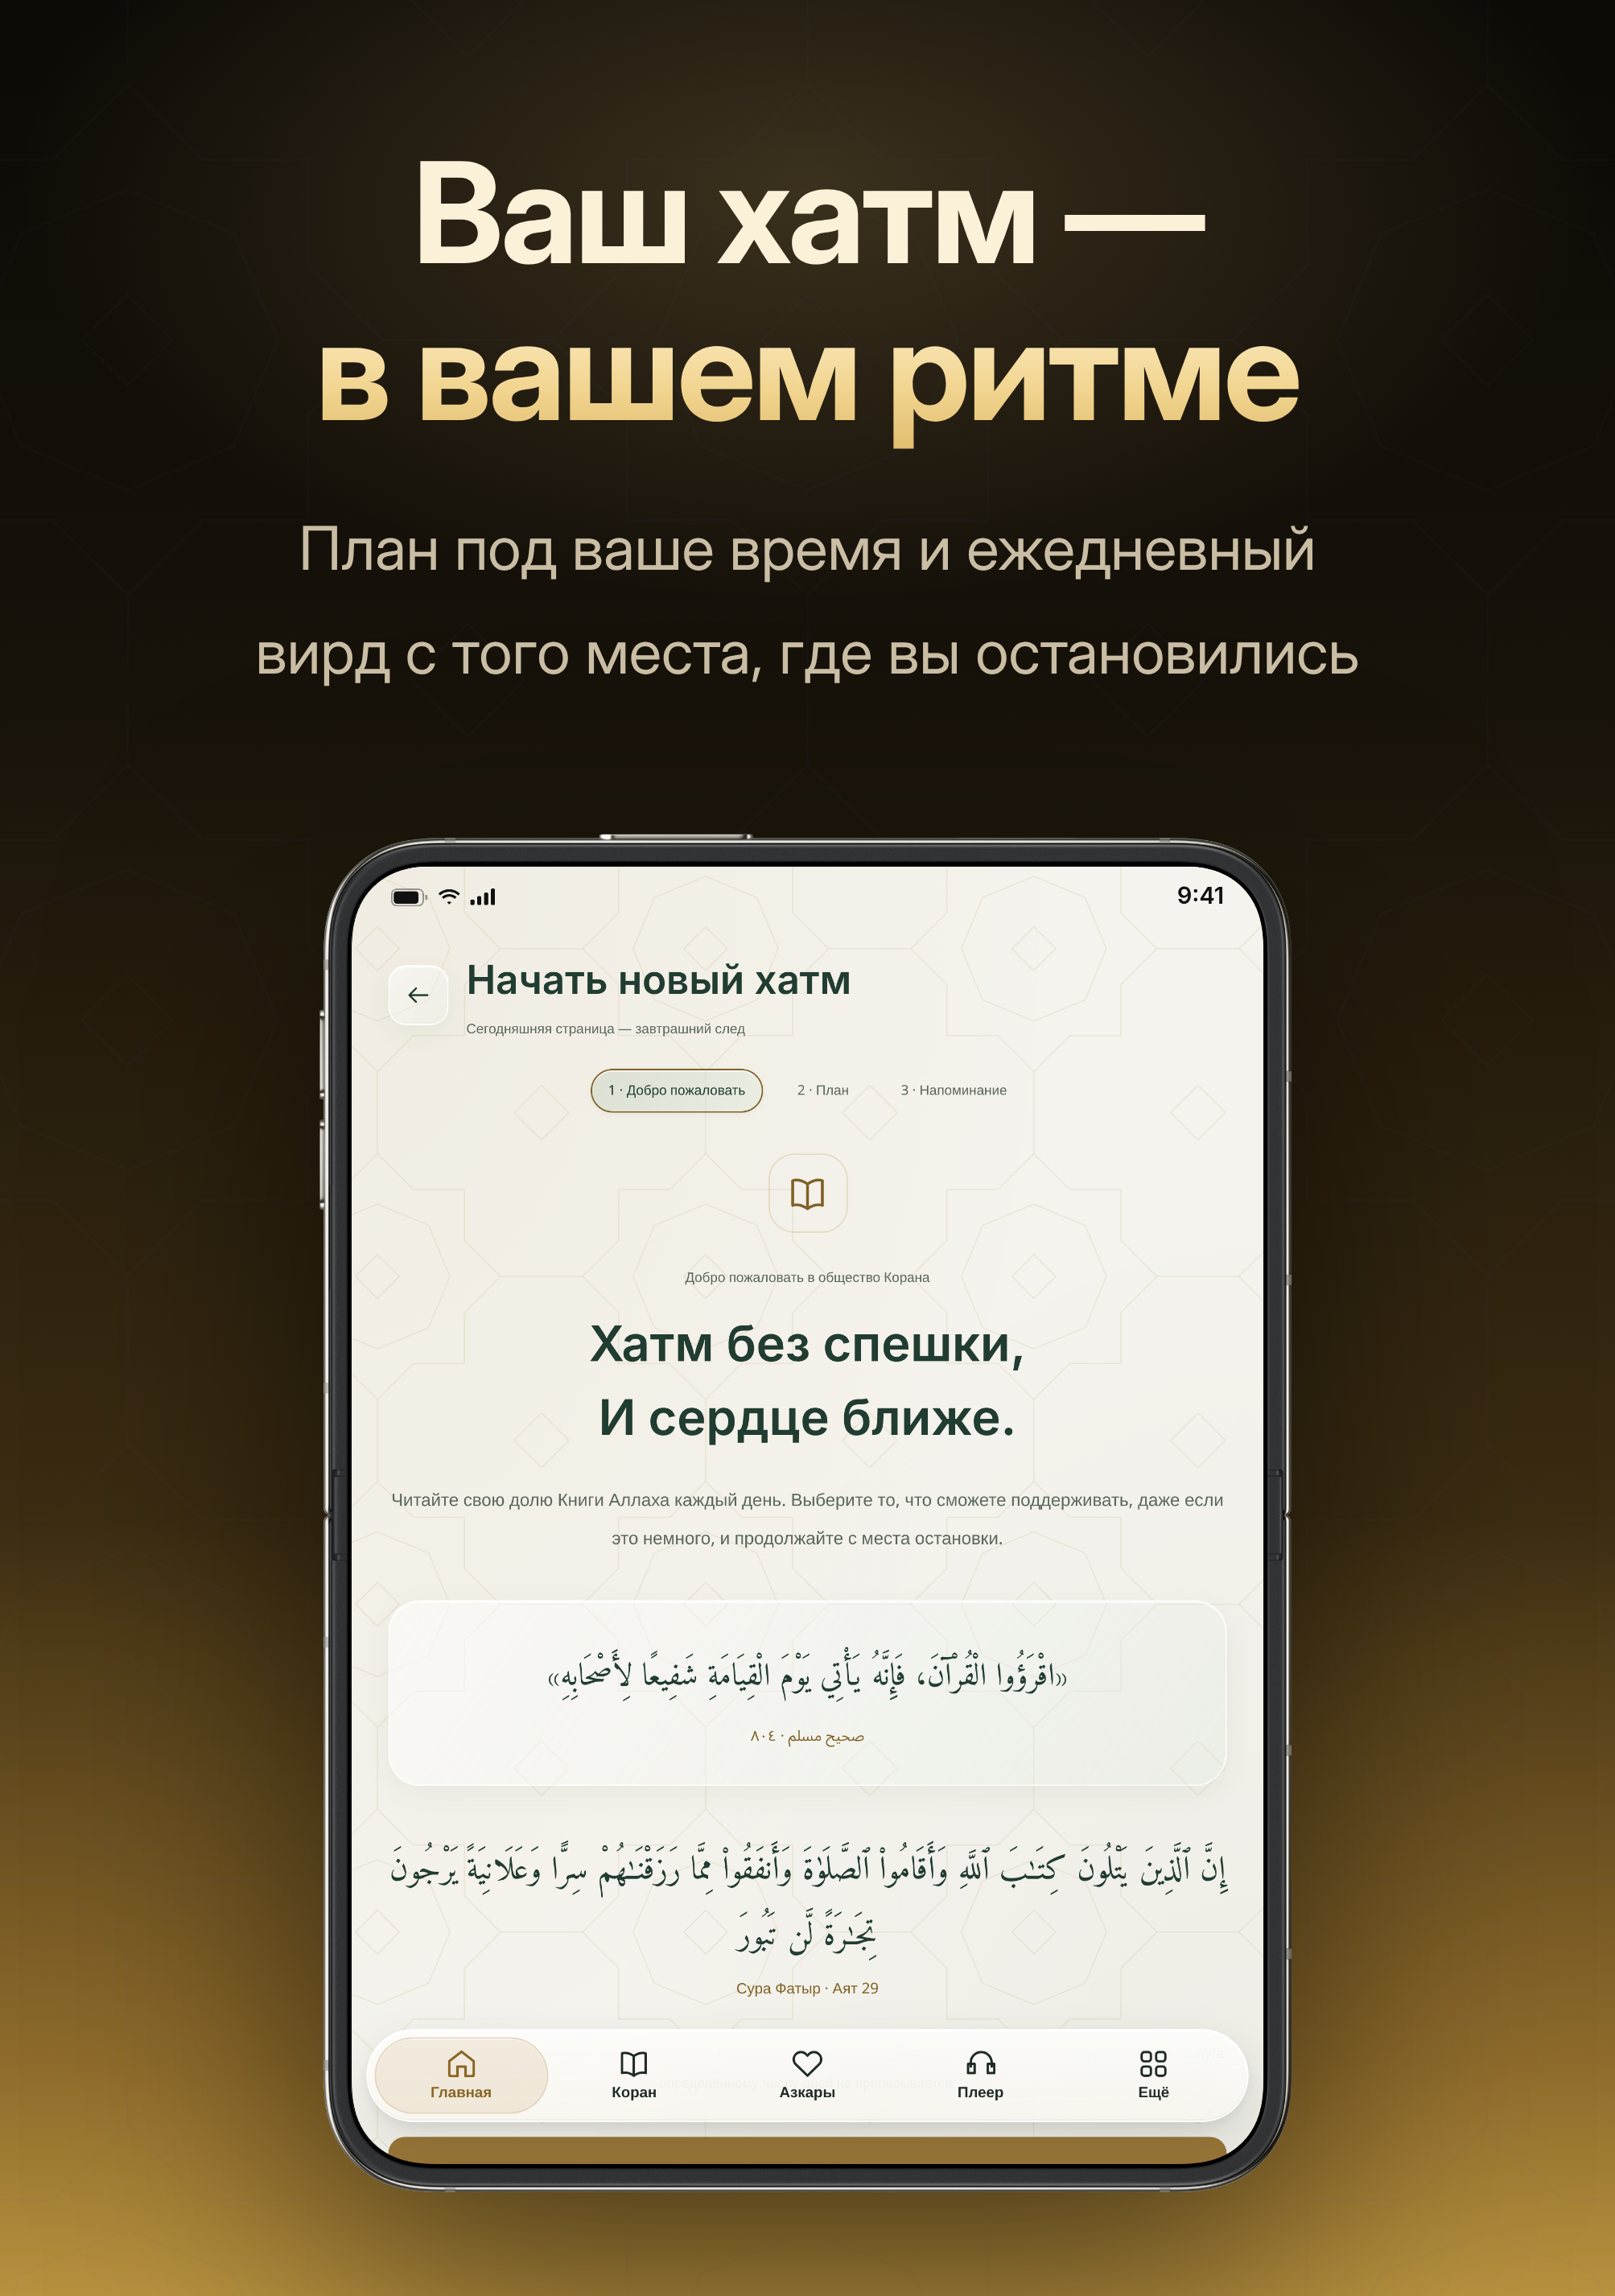 Ваш хатм —
в вашем ритме
План под ваше время и ежедневный
вирд с того места, где вы остановились
9:41
Начать новый хатм
Сегодняшняя страница — завтрашний след
1 · Добро пожаловать
2 · План
3 · Напоминание
Добро пожаловать в общество Корана
Хатм без спешки,
И сердце ближе.
Читайте свою долю Книги Аллаха каждый день. Выберите то, что сможете поддерживать, даже если
это немного, и продолжайте с места остановки.
«اقْرَؤُوا الْقُرْآنَ، فَإِنَّهُ يَأْتِي يَوْمَ الْقِيَامَةِ شَفِيعًا لِأَصْحَابِهِ»
صحيح مسلم · ٨٠٤
إِنَّ ٱلَّذِينَ يَتْلُونَ كِتَـٰبَ ٱللَّهِ وَأَقَامُوا۟ ٱلصَّلَوٰةَ وَأَنفَقُوا۟ مِمَّا رَزَقْنَـٰهُمْ سِرًّا وَعَلَانِيَةً يَرْجُونَ
تِجَـٰرَةً لَّن تَبُورَ
Сура Фатыр · Аят 29
Главная
Коран
Азкары
Плеер
Ещё